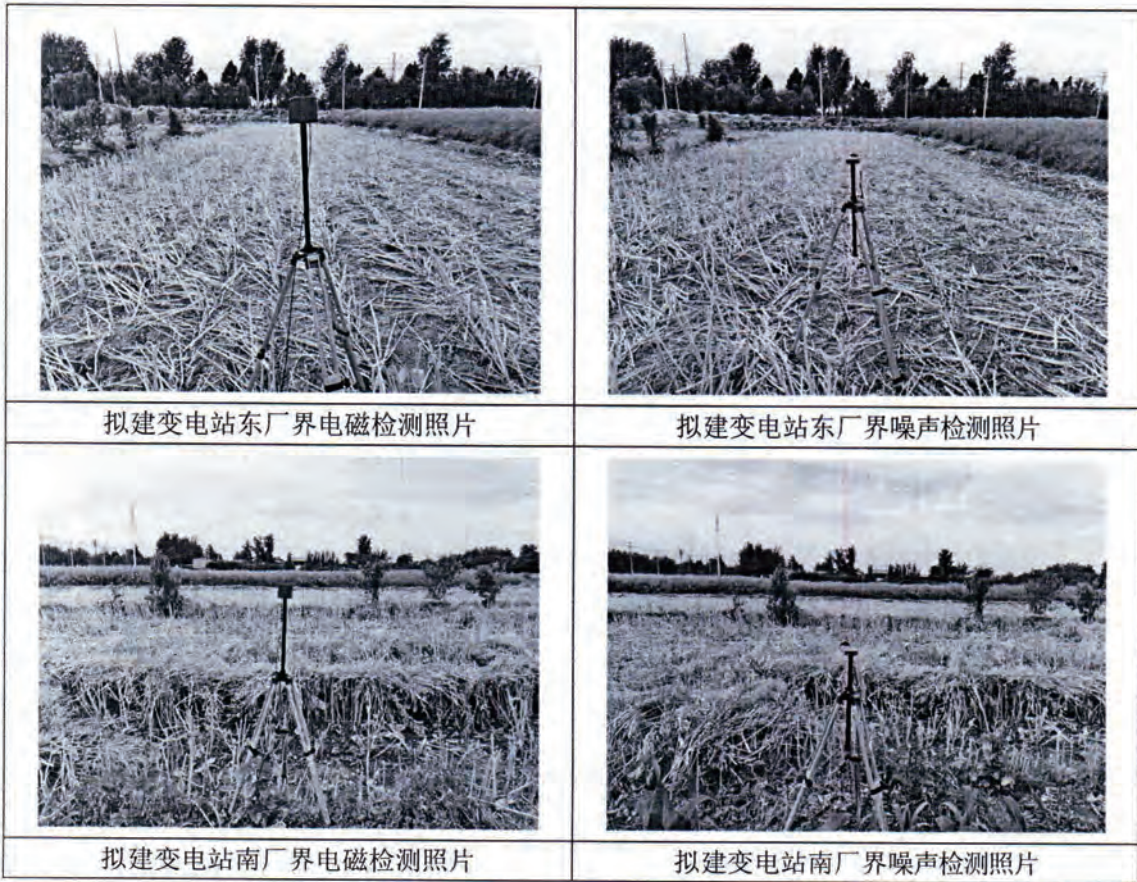 拟建变电站东厂界电磁检测照片
拟建变电站东厂界噪声检测照片
拟建变电站南厂界电磁检测照片
拟建变电站南厂界噪声检测照片